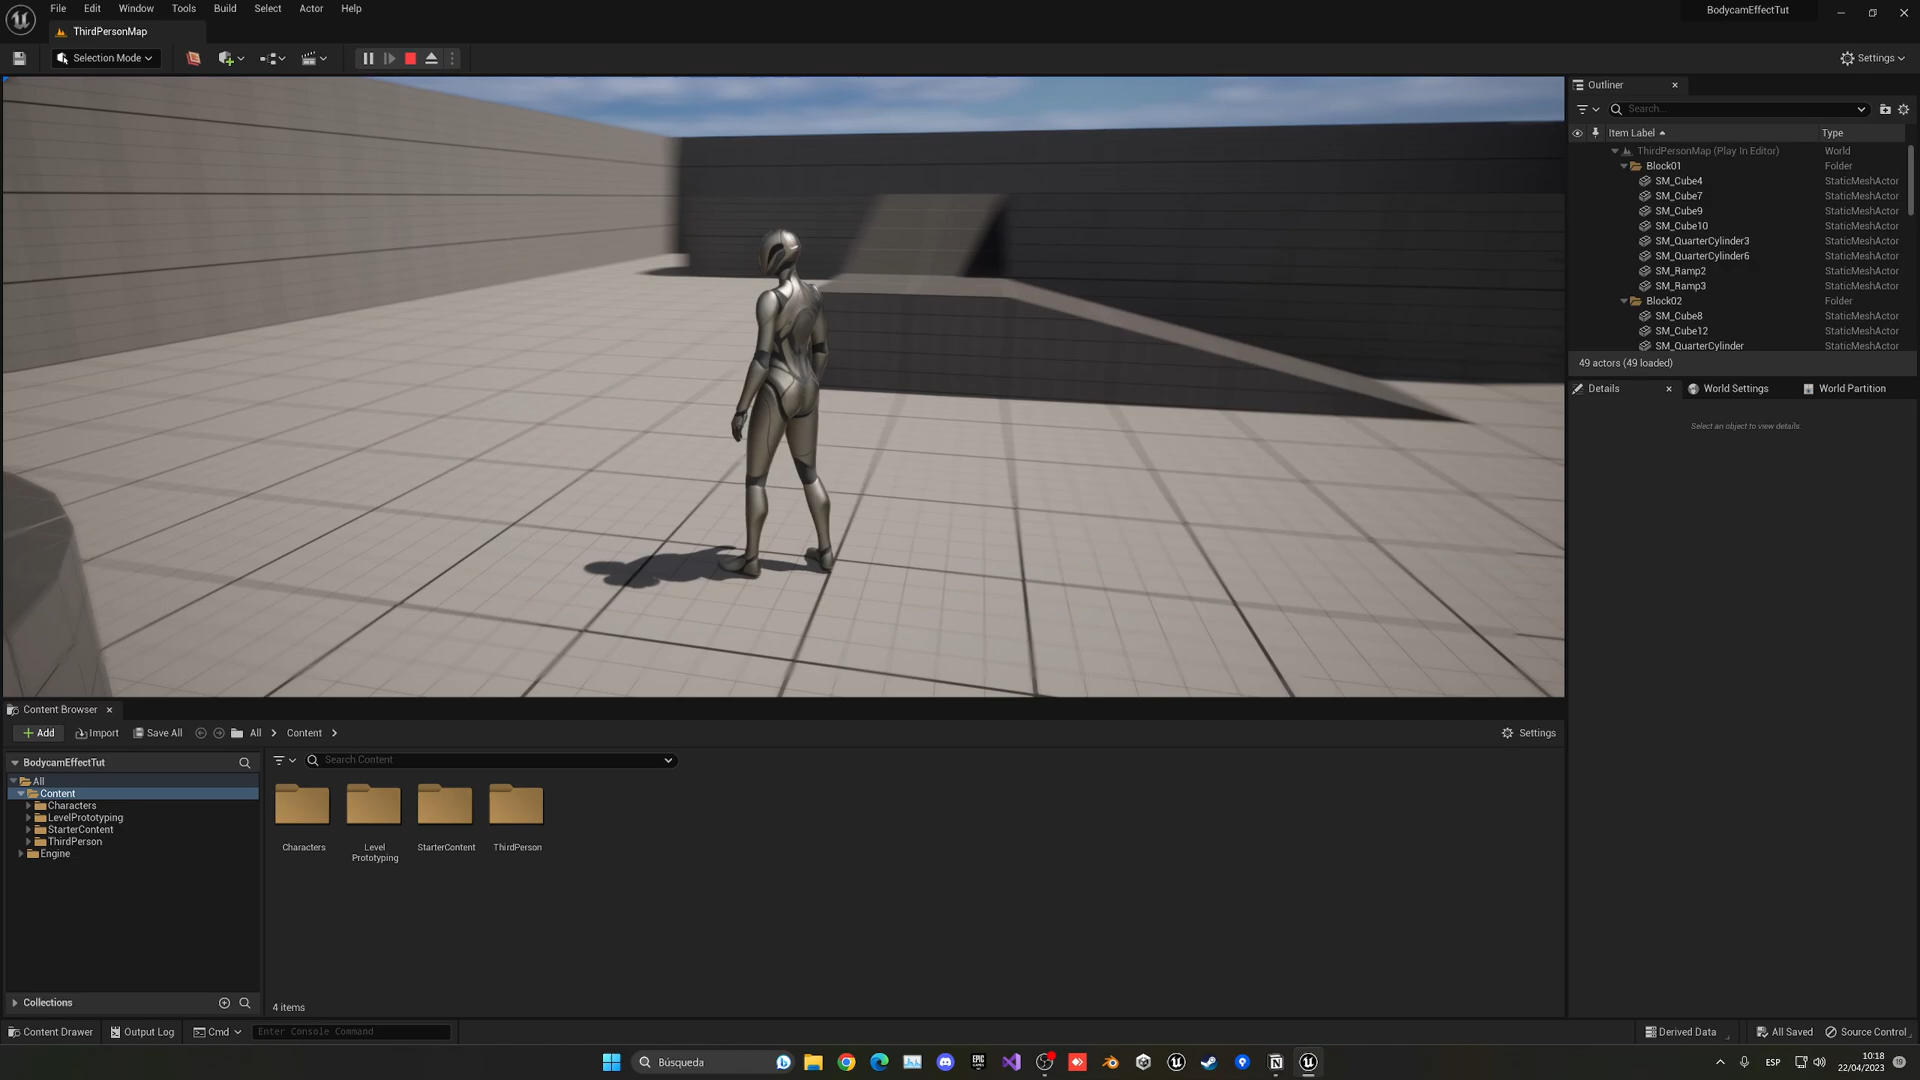 File Edit Window Tools Build Select Actor Help
BodycamEffectTut
ThirdPersonMap
Selection Mode
Settings
Outliner
Search...
Item Label Type
ThirdPersonMap (Play In Editor) World
Block01 Folder
SM_Cube4 StaticMeshActor
SM_Cube7 StaticMeshActor
SM_Cube9 StaticMeshActor
SM_Cube10 StaticMeshActor
SM_QuarterCylinder3 StaticMeshActor
SM_QuarterCylinder6 StaticMeshActor
SM_Ramp2 StaticMeshActor
SM_Ramp3 StaticMeshActor
Block02 Folder
SM_Cube8 StaticMeshActor
SM_Cube12 StaticMeshActor
SM_QuarterCylinder StaticMeshActor
49 actors (49 loaded)
Details World Settings World Partition
Select an object to view details.
Content Browser
Add Import Save All All Content Settings
BodycamEffectTut
Search Content
All
Content
Characters
LevelPrototyping
StarterContent
ThirdPerson
Engine
Characters
Level Prototyping
StarterContent
ThirdPerson
Collections
4 items
Content Drawer Output Log Cmd Enter Console Command Derived Data All Saved Source Control
Búsqueda
EPIC GAMES
ESP
10:18
22/04/2023
19